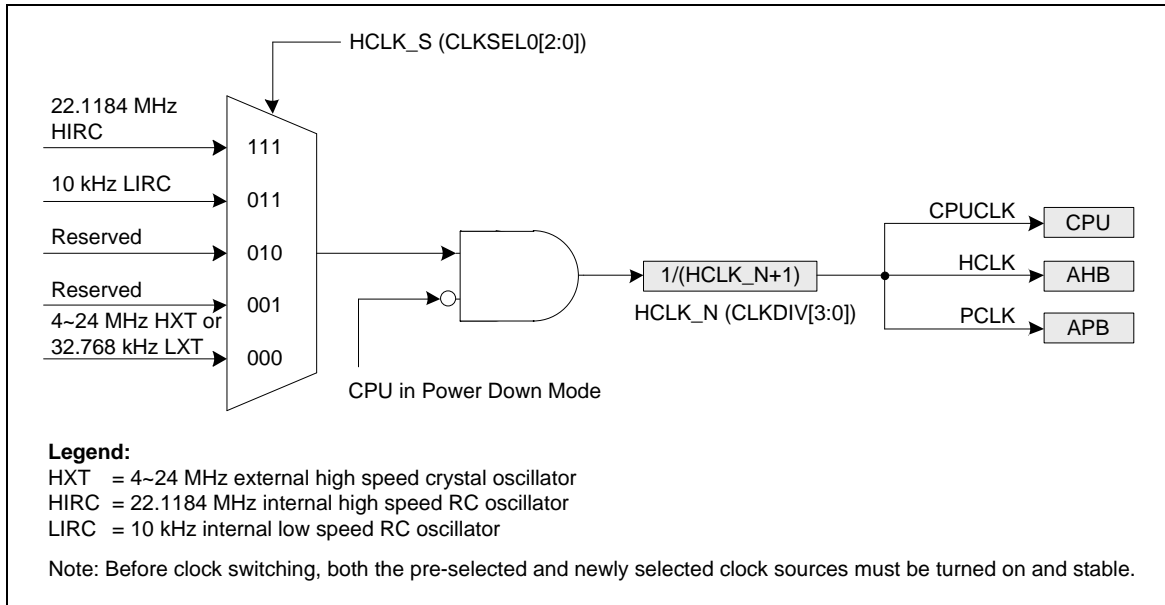 HCLK_S (CLKSEL0[2:0])
22.1184 MHz
HIRC
111
10 kHz LIRC
011
Reserved
010
Reserved
001
4~24 MHz HXT or
32.768 kHz LXT
000
CPU in Power Down Mode
1/(HCLK_N+1)
HCLK_N (CLKDIV[3:0])
CPUCLK
CPU
HCLK
AHB
PCLK
APB
Legend:
HXT = 4~24 MHz external high speed crystal oscillator
HIRC = 22.1184 MHz internal high speed RC oscillator
LIRC = 10 kHz internal low speed RC oscillator
Note: Before clock switching, both the pre-selected and newly selected clock sources must be turned on and stable.